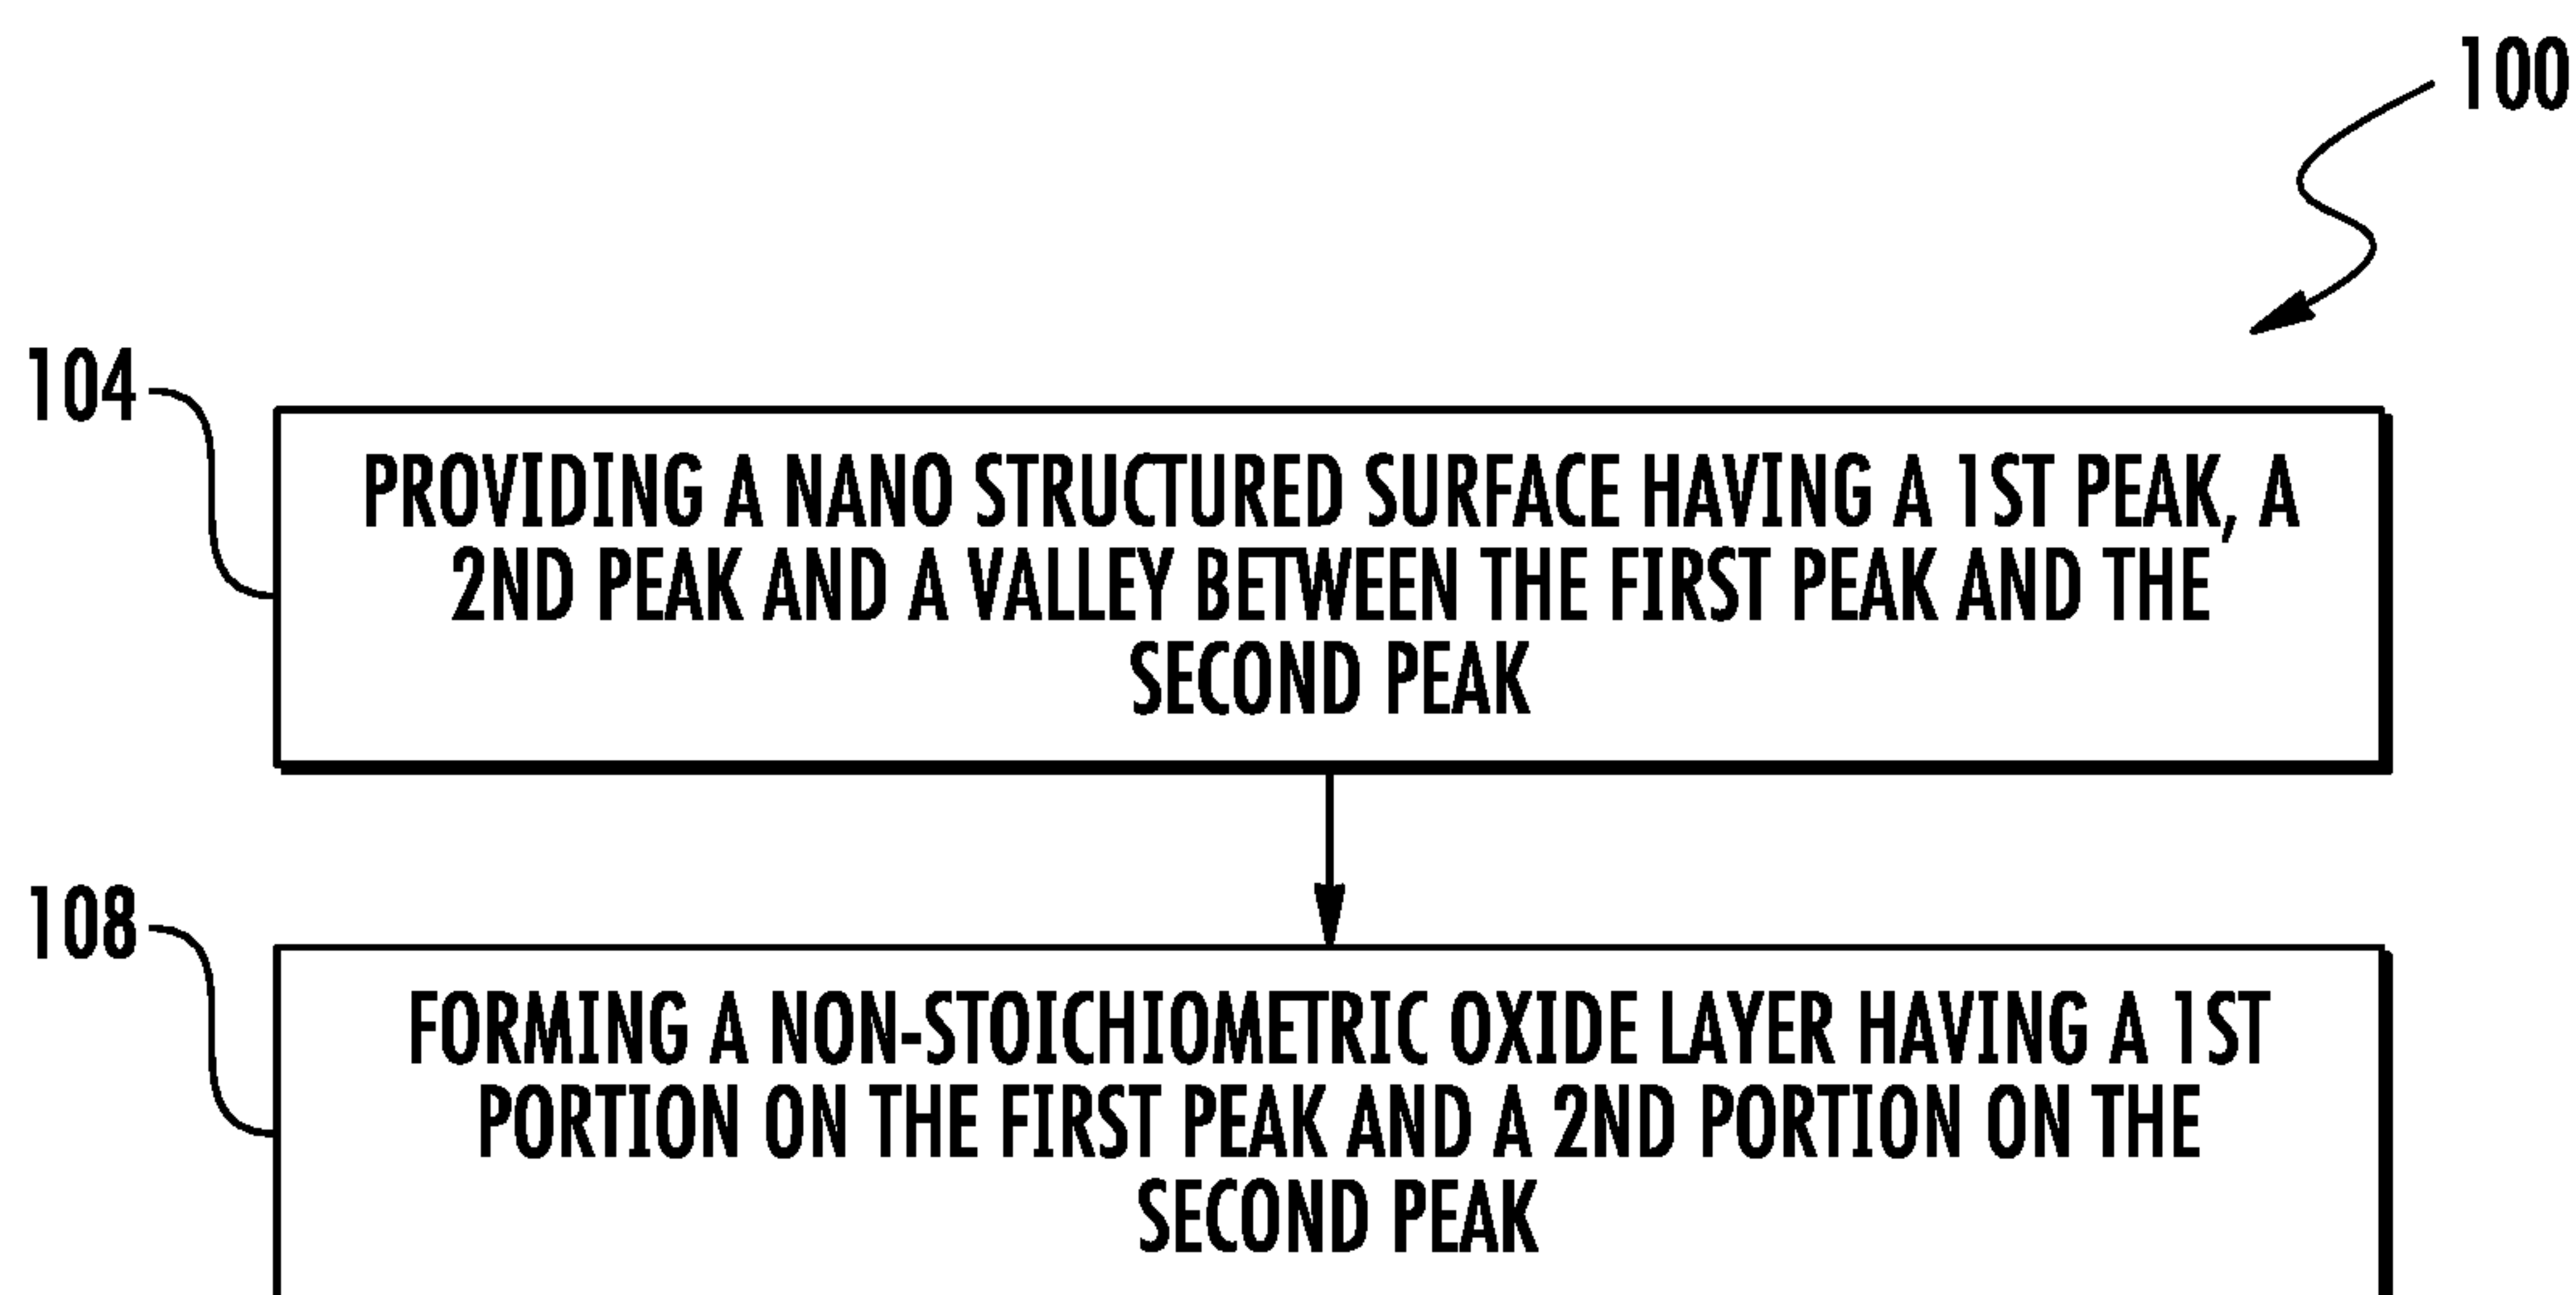 100
104
PROVIDING A NANO STRUCTURED SURFACE HAVING A 1ST PEAK, A
2ND PEAK AND A VALLEY BETWEEN THE FIRST PEAK AND THE
SECOND PEAK
108
FORMING A NON-STOICHIOMETRIC OXIDE LAYER HAVING A 1ST
PORTION ON THE FIRST PEAK AND A 2ND PORTION ON THE
SECOND PEAK